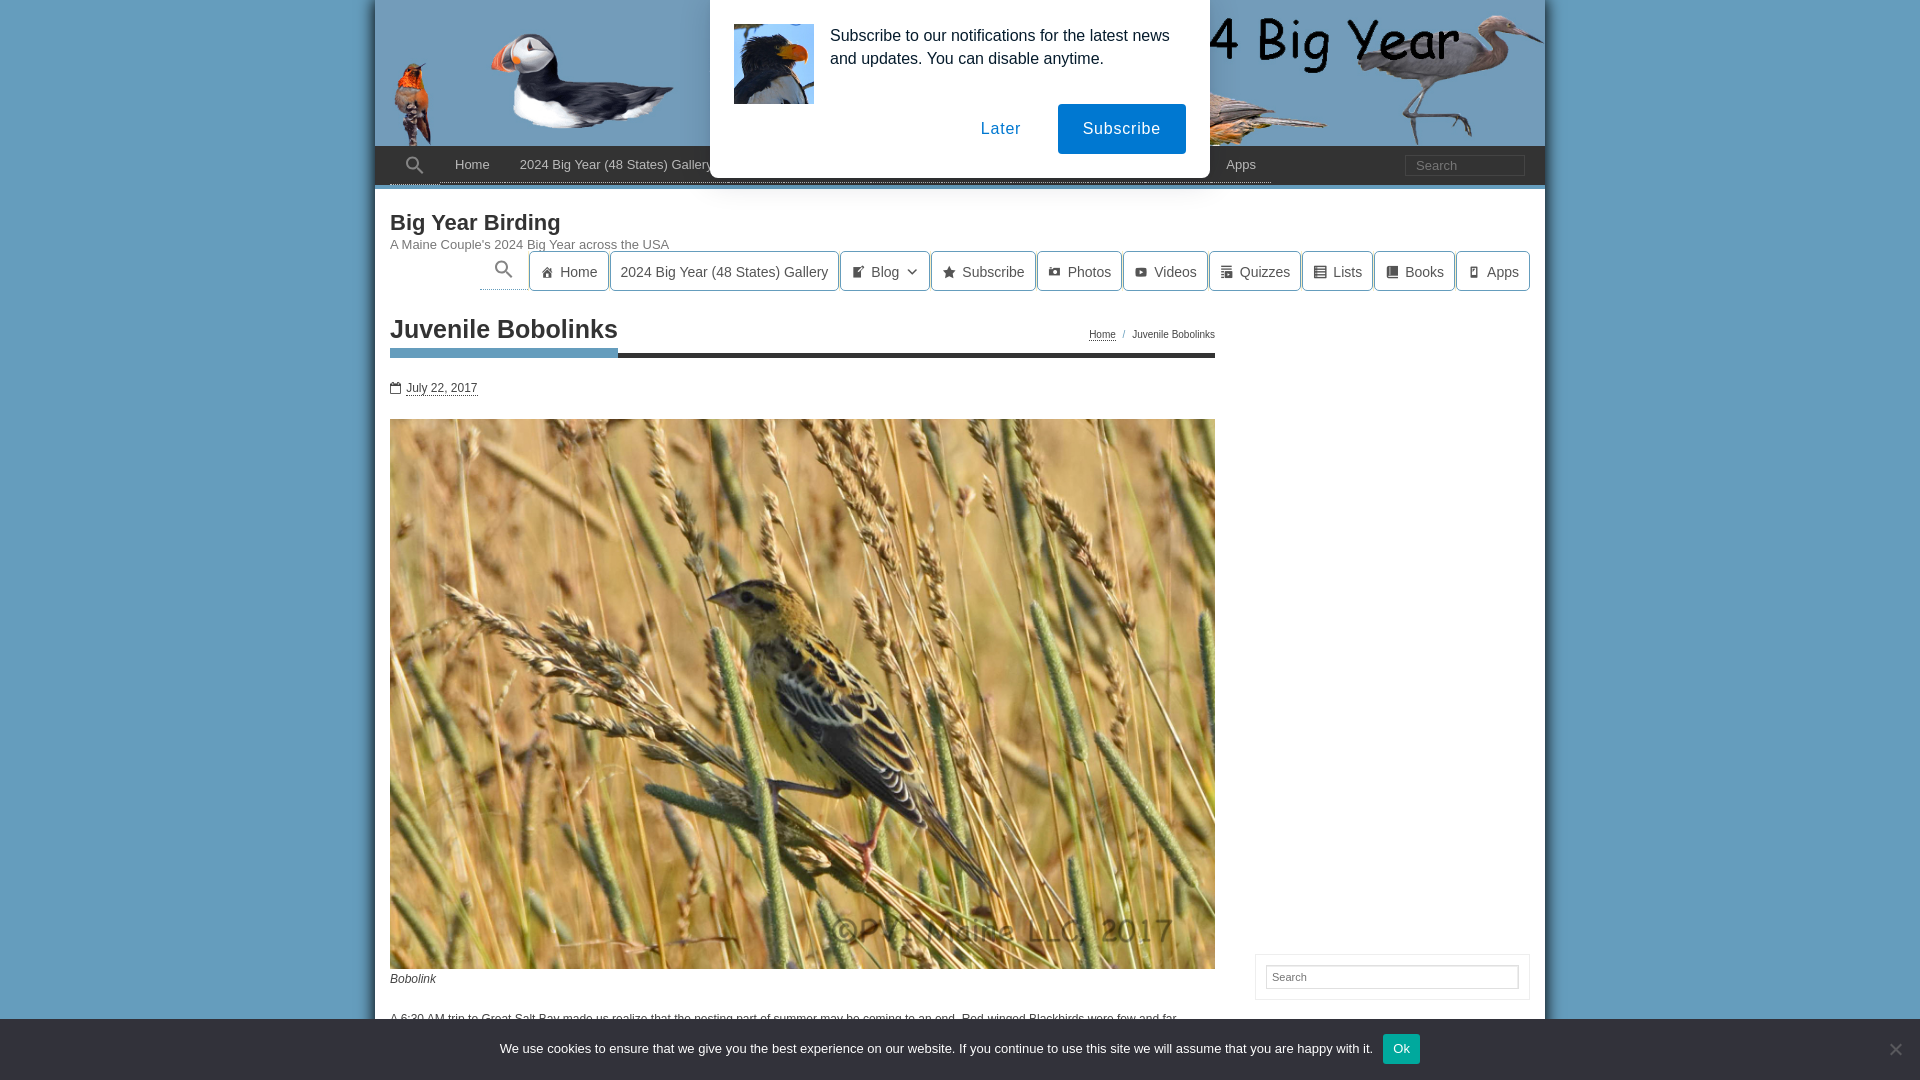 4 Big Year
Subscribe to our notifications for the latest news
and updates. You can disable anytime.
Later
Subscribe
Home
2024 Big Year (48 States) Gallery
Apps
Search
Big Year Birding
A Maine Couple's 2024 Big Year across the USA
Home
2024 Big Year (48 States) Gallery
Blog
Subscribe
Photos
Videos
Quizzes
Lists
Books
Apps
Juvenile Bobolinks
Home / Juvenile Bobolinks
July 22, 2017
©PVI Maine LLC, 2017
Bobolink
Search
A 6:30 AM trip to Great Salt Bay made us realize that the nesting part of summer may be coming to an end. Red-winged Blackbirds were few and far
We use cookies to ensure that we give you the best experience on our website. If you continue to use this site we will assume that you are happy with it.
Ok